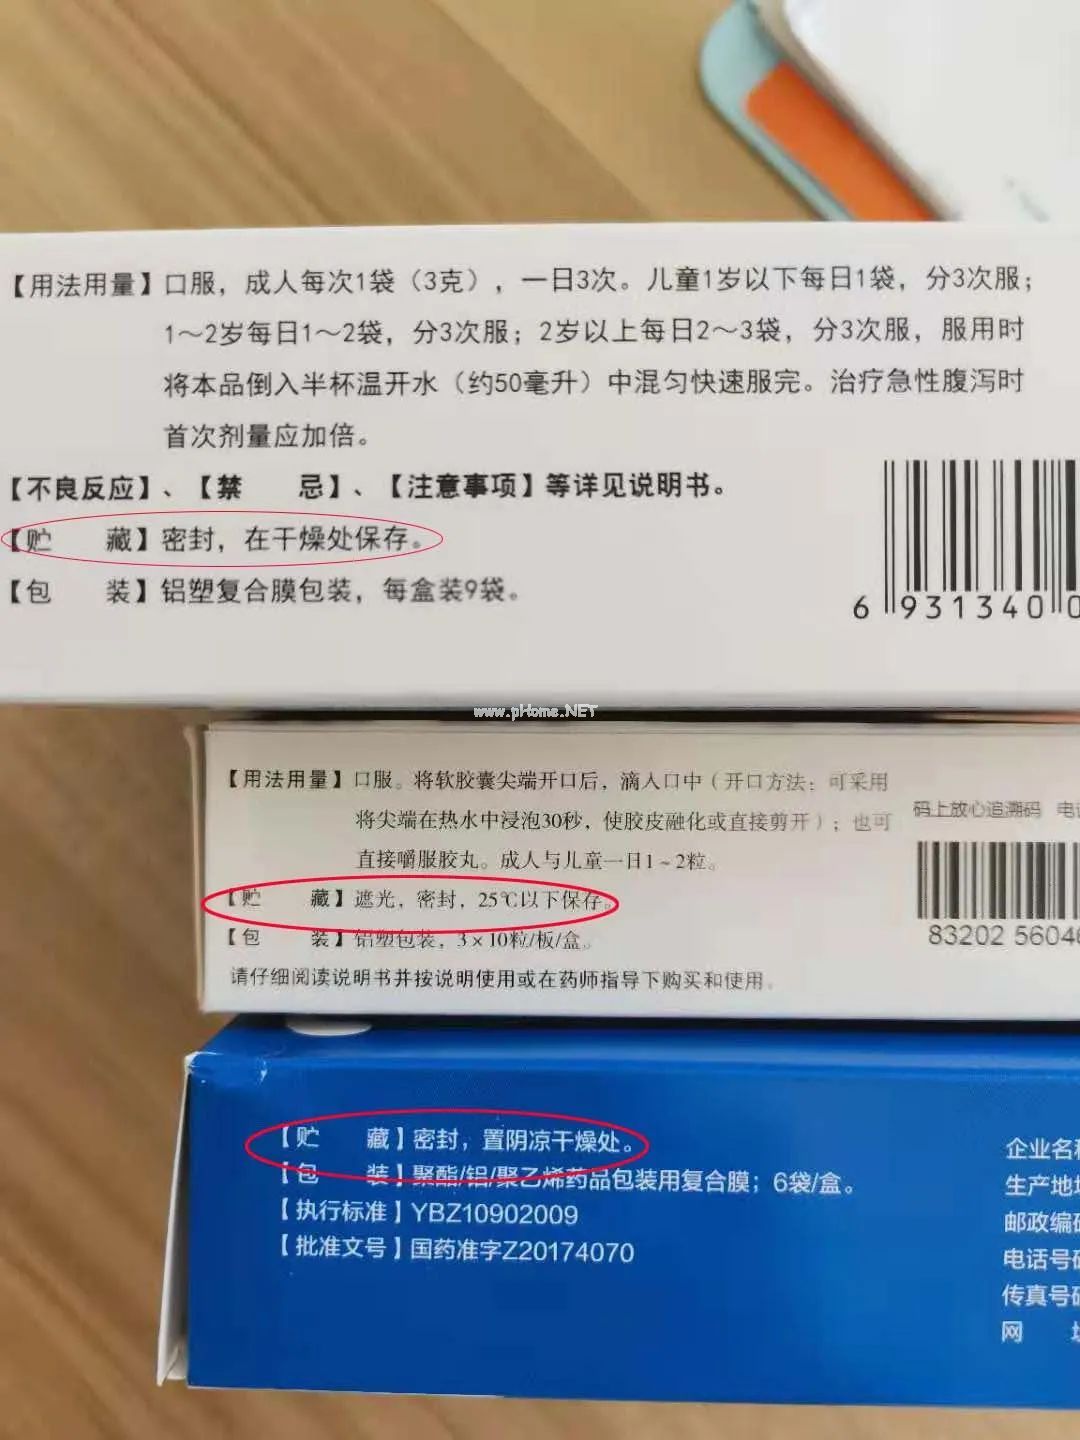 【用法用量】口服，成人每次1袋（3克），一日3次。儿童1岁以下每日1袋，分3次服；
1～2岁每日1～2袋，分3次服；2岁以上每日2～3袋，分3次服，服用时
将本品倒入半杯温开水（约50毫升）中混匀快速服完。治疗急性腹泻时
首次剂量应加倍。
【不良反应】、【禁 忌】、【注意事项】等详见说明书。
【贮 藏】密封，在干燥处保存。
【包 装】铝塑复合膜包装，每盒装9袋。
6 931340 0
www.pHome.NET
【用法用量】口服。将软胶囊尖端开口后，滴入口中（开口方法：可采用
将尖端在热水中浸泡30秒，使胶皮融化或直接剪开）；也可
直接嚼服胶丸。成人与儿童一日1~2粒。
【贮 藏】遮光，密封，25℃以下保存。
【包 装】铝塑包装，3×10粒/板/盒。
请仔细阅读说明书并按说明使用或在药师指导下购买和使用。
码上放心追溯码 电
83202 5604
【贮 藏】密封，置阴凉干燥处。
【包 装】聚酯/铝/聚乙烯药品包装用复合膜；6袋/盒。
【执行标准】YBZ10902009
【批准文号】国药准字Z20174070
企业名
生产地
邮政编
电话号
传真号
网